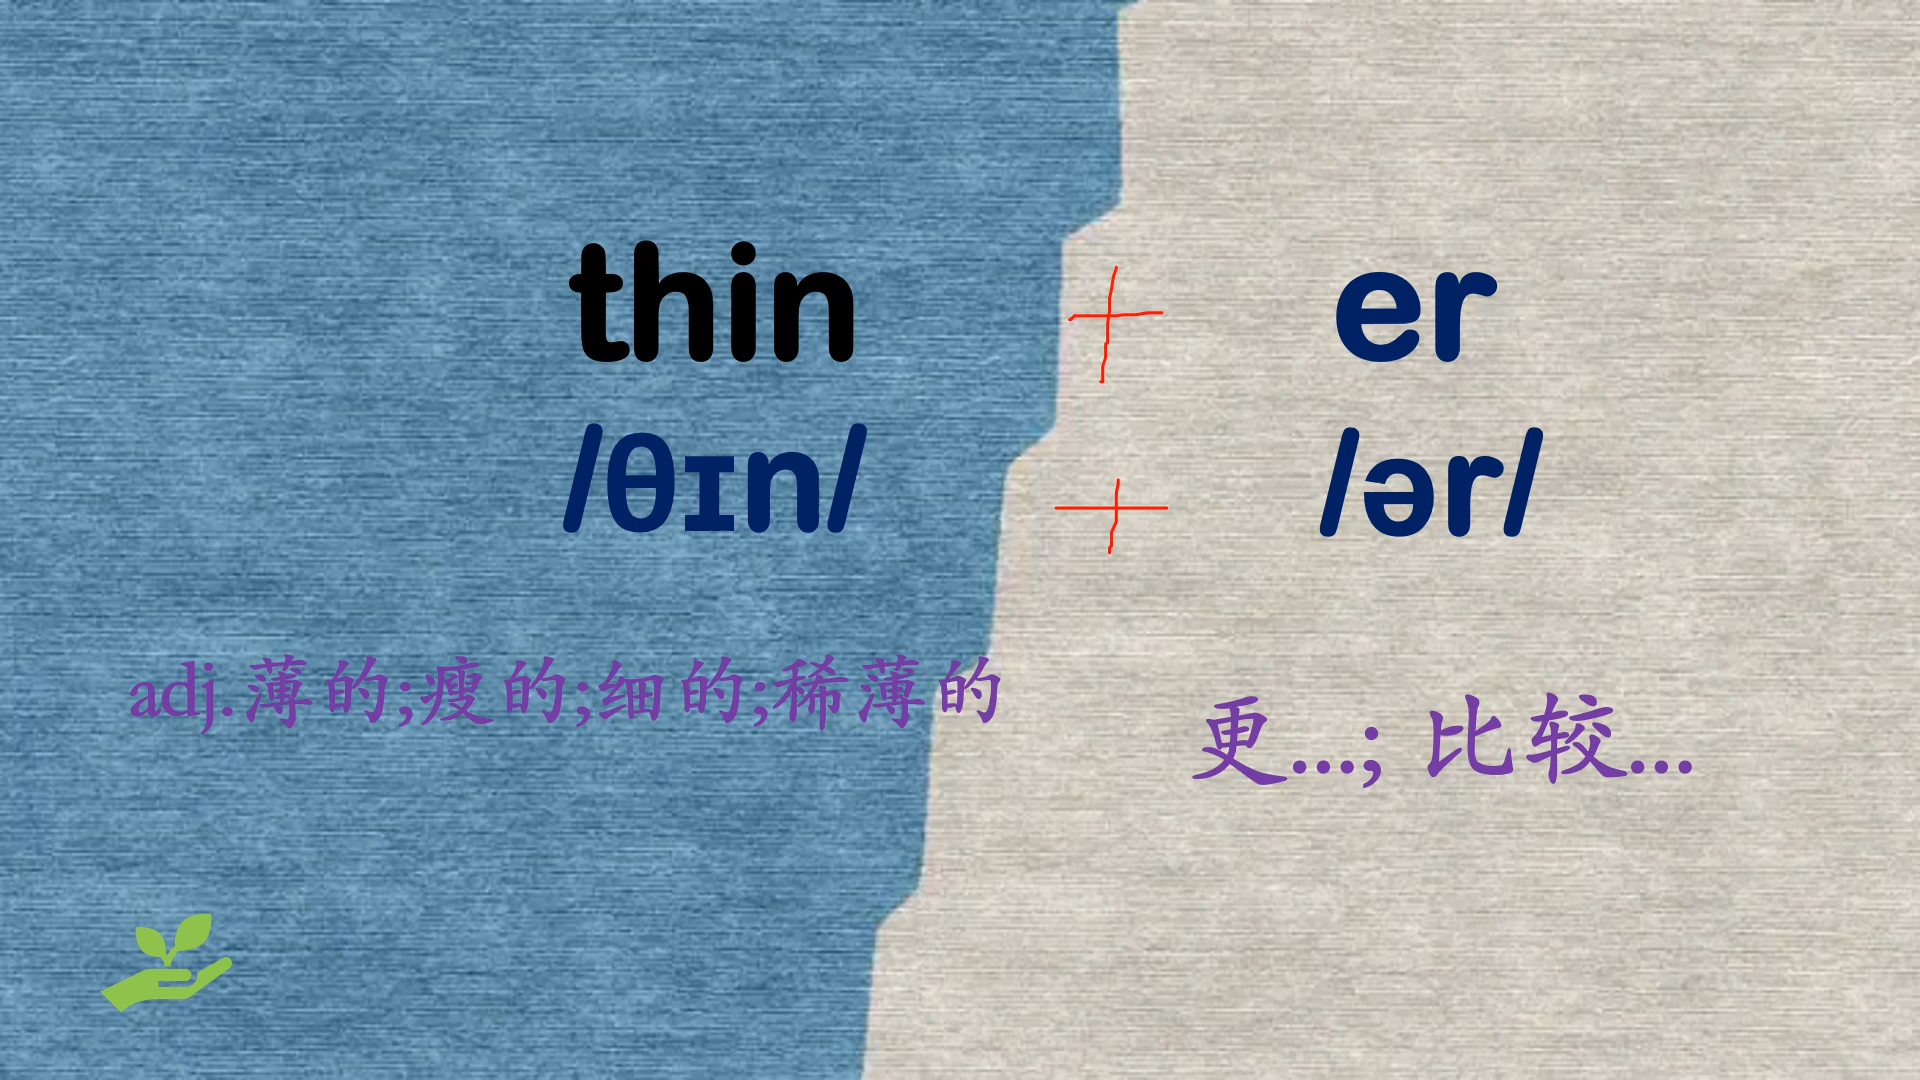 thin + er
/θɪn/ + /ər/
adj.薄的;瘦的;细的;稀薄的
更...; 比较...